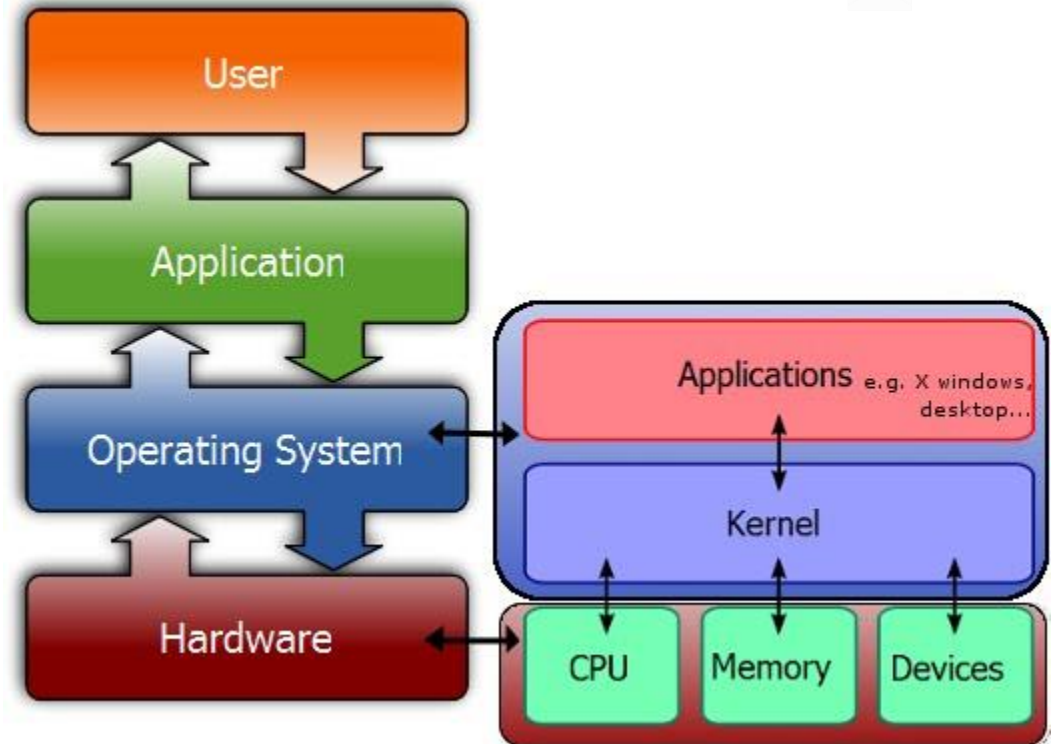 User
Application
Operating System
Hardware
Applications e.g. X windows,
desktop...
Kernel
CPU
Memory
Devices